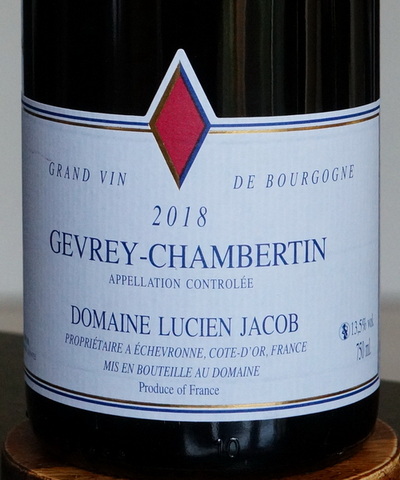 GRAND VIN DE BOURGOGNE
2018
GEVREY-CHAMBERTIN
APPELLATION CONTROLÉE
DOMAINE LUCIEN JACOB
PROPRIÉTAIRE A ÉCHEVRONNE, COTE-D'OR, FRANCE
MIS EN BOUTEILLE AU DOMAINE
Produce of France
13,5% vol.
750 ml